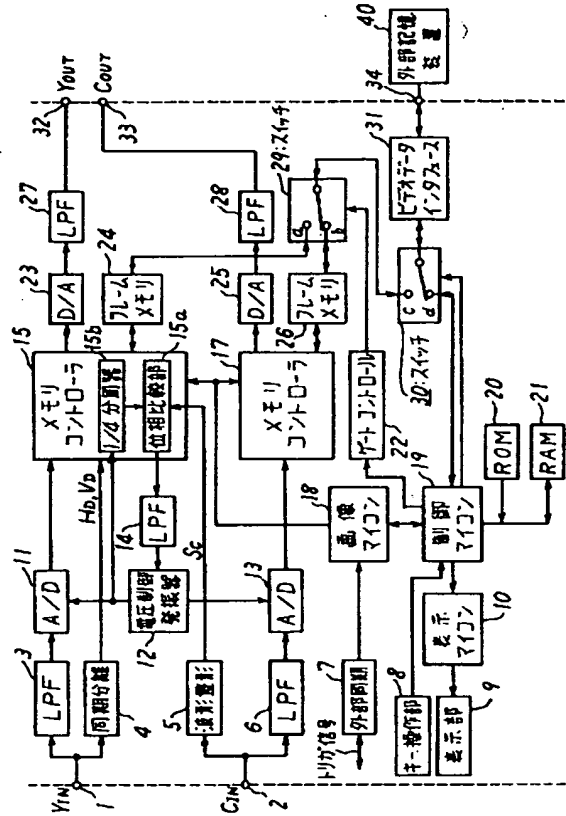 YIN
1
CIN
2
3
LPF
4
同期分離
5
波形整形
6
LPF
トリガ信号
7
外部同期
8
キー操作部
9
表示部
10
表示
マイコン
11
A/D
12
電圧制御
発振器
13
A/D
14
LPF
HD, VD
SC
15
メモリ
コントローラ
15b
1/4分周器
15a
位相比較部
17
メモリ
コントローラ
18
画像
マイコン
19
制御
マイコン
20
ROM
21
RAM
22
ゲートコントロール
23
D/A
24
フレーム
メモリ
25
D/A
26
フレーム
メモリ
27
LPF
28
LPF
29:スイッチ
a
b
30:スイッチ
c
d
31
ビデオデータ
インタフェース
32
YOUT
33
COUT
34
40
外部記憶
装置